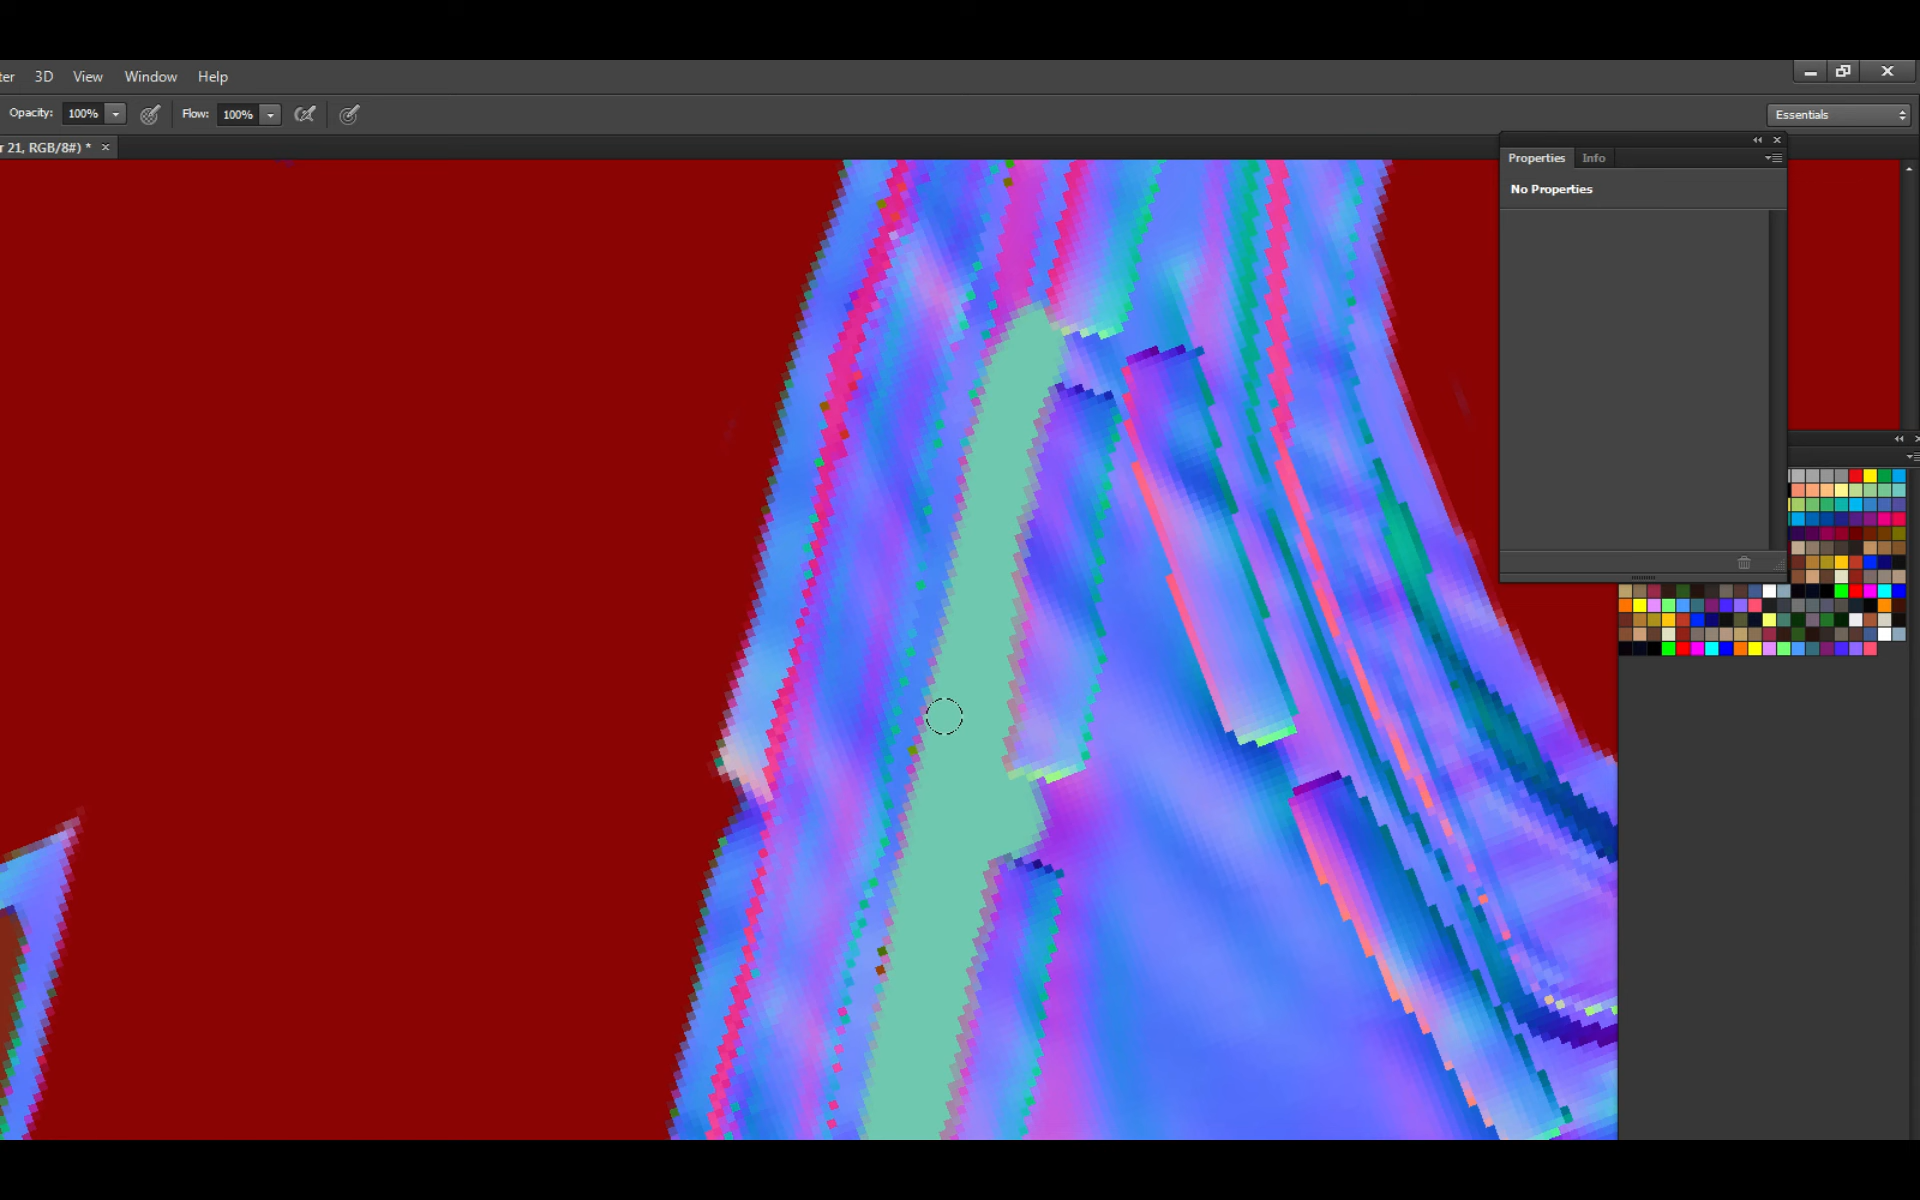 ter 3D View Window Help
Opacity: 100% Flow: 100% Essentials
r 21, RGB/8#) * ×
Properties Info
No Properties